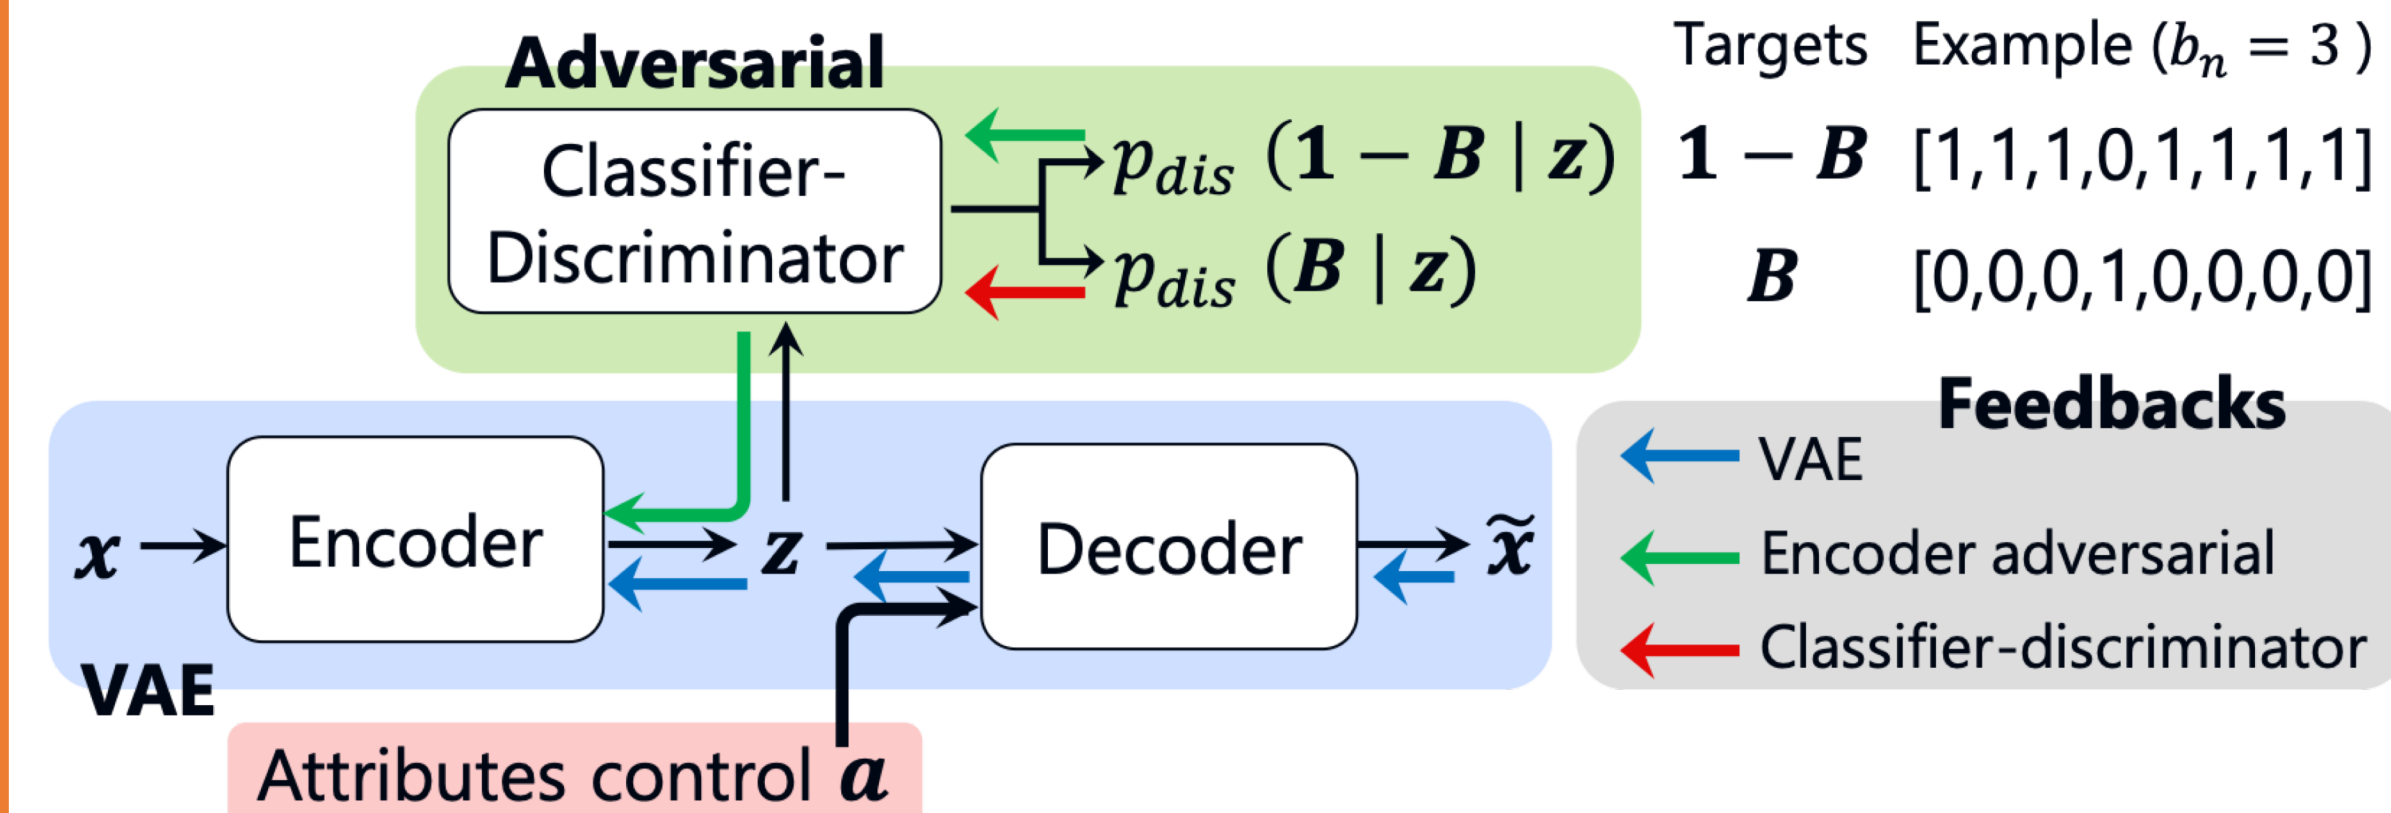 Adversarial
Classifier-
Discriminator
p_dis (1 − B | z)
p_dis (B | z)
Targets Example (b_n = 3 )
1 − B [1,1,1,0,1,1,1,1]
B [0,0,0,1,0,0,0,0]
x
Encoder
z
Decoder
x̃
VAE
Attributes control a
Feedbacks
VAE
Encoder adversarial
Classifier-discriminator